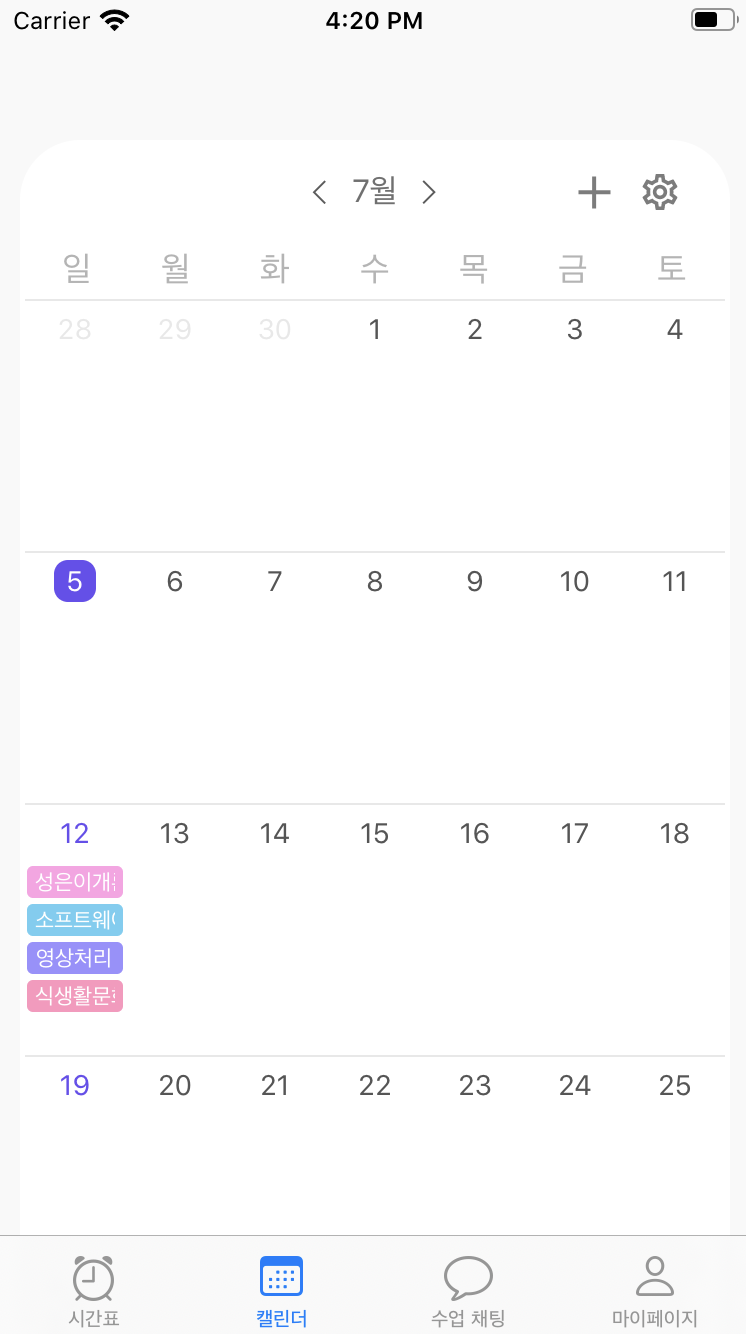 Carrier 4:20 PM
7월
일 월 화 수 목 금 토
28 29 30 1 2 3 4
5 6 7 8 9 10 11
12 13 14 15 16 17 18
성은이개
소프트웨
영상처리
식생활문
19 20 21 22 23 24 25
시간표 캘린더 수업 채팅 마이페이지